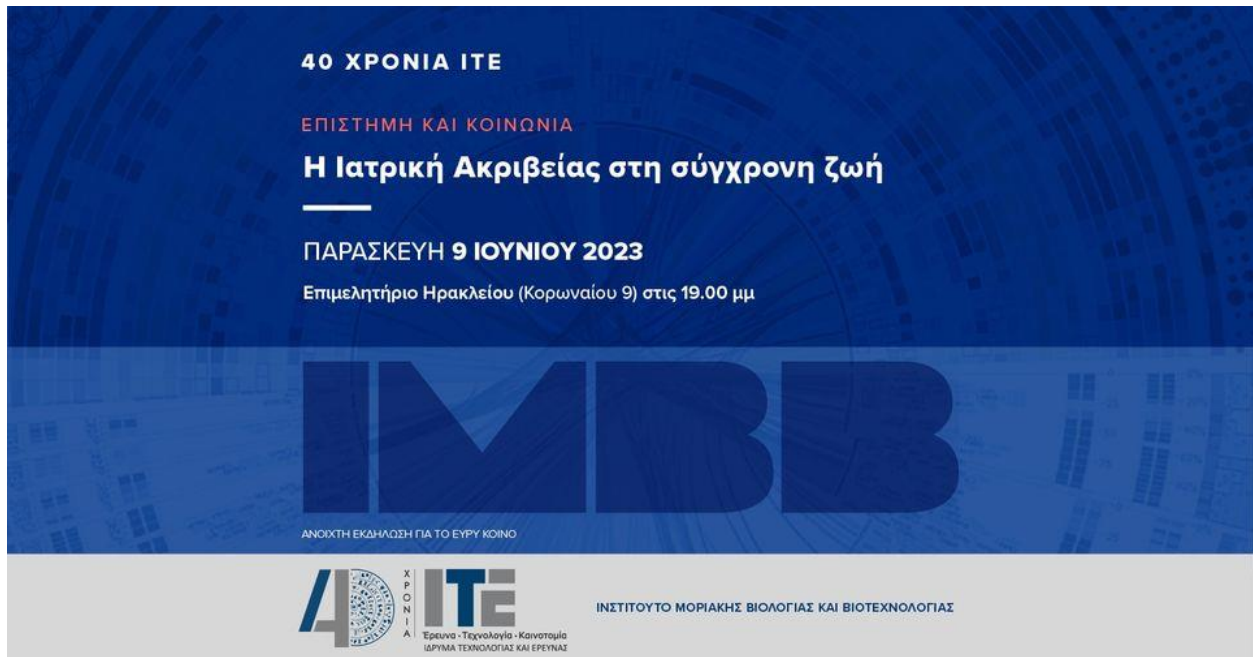 40 ΧΡΟΝΙΑ ΙΤΕ
ΕΠΙΣΤΗΜΗ ΚΑΙ ΚΟΙΝΩΝΙΑ
Η Ιατρική Ακριβείας στη σύγχρονη ζωή
ΠΑΡΑΣΚΕΥΗ 9 ΙΟΥΝΙΟΥ 2023
Επιμελητήριο Ηρακλείου (Κορωναίου 9) στις 19.00 μμ
IMBB
ΑΝΟΙΧΤΗ ΕΚΔΗΛΩΣΗ ΓΙΑ ΤΟ ΕΥΡΥ ΚΟΙΝΟ
40
ΧΡΟΝΙΑ
ΙΤΕ
Έρευνα - Τεχνολογία - Καινοτομία
ΙΔΡΥΜΑ ΤΕΧΝΟΛΟΓΙΑΣ ΚΑΙ ΕΡΕΥΝΑΣ
ΙΝΣΤΙΤΟΥΤΟ ΜΟΡΙΑΚΗΣ ΒΙΟΛΟΓΙΑΣ ΚΑΙ ΒΙΟΤΕΧΝΟΛΟΓΙΑΣ